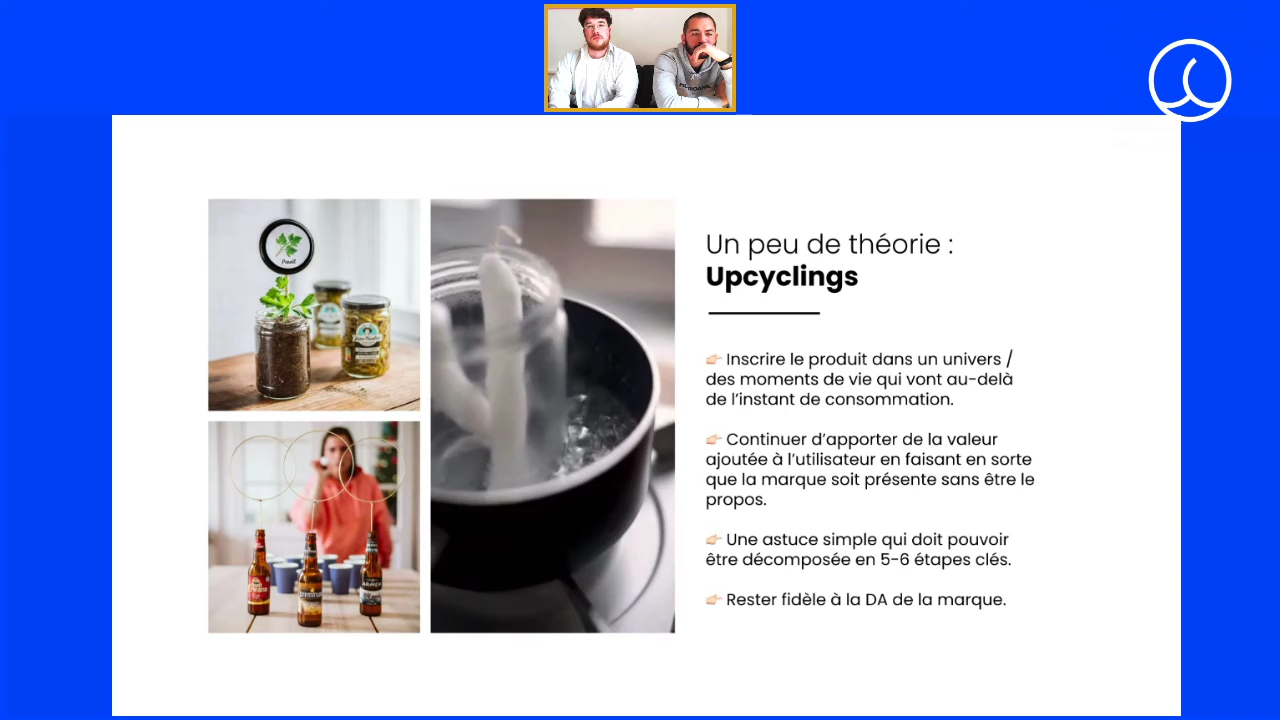 Un peu de théorie :
Upcyclings
👉🏻 Inscrire le produit dans un univers /
des moments de vie qui vont au-delà
de l'instant de consommation.
👉🏻 Continuer d'apporter de la valeur
ajoutée à l'utilisateur en faisant en sorte
que la marque soit présente sans être le
propos.
👉🏻 Une astuce simple qui doit pouvoir
être décomposée en 5-6 étapes clés.
👉🏻 Rester fidèle à la DA de la marque.
Persil